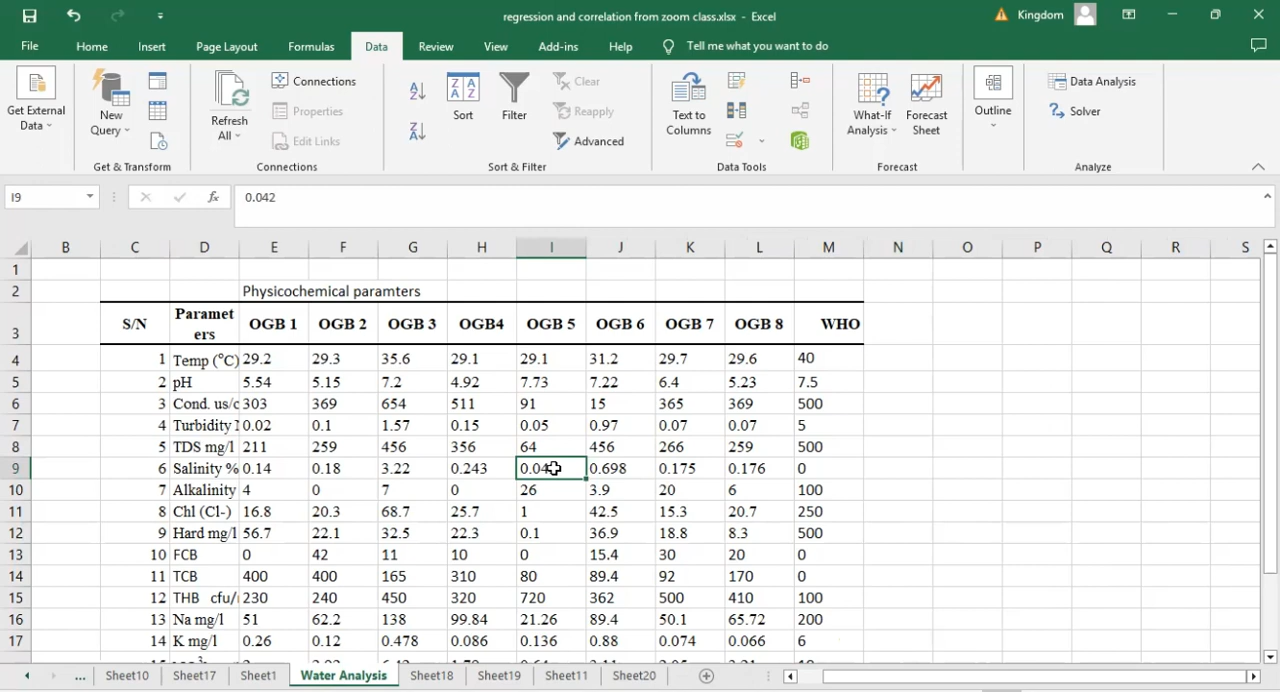 regression and correlation from zoom class.xlsx - Excel
Kingdom
File Home Insert Page Layout Formulas Data Review View Add-ins Help Tell me what you want to do
Get External Data
New Query
Get & Transform
Refresh All
Connections
Properties
Edit Links
Connections
Sort
Filter
Clear
Reapply
Advanced
Sort & Filter
Text to Columns
Data Tools
What-If Analysis
Forecast Sheet
Forecast
Outline
Data Analysis
Solver
Analyze
I9 fx 0.042
B C D E F G H I J K L M N O P Q R S
1
2 Physicochemical paramters
3 S/N Paramet ers OGB 1 OGB 2 OGB 3 OGB4 OGB 5 OGB 6 OGB 7 OGB 8 WHO
4 1 Temp (°C) 29.2 29.3 35.6 29.1 29.1 31.2 29.7 29.6 40
5 2 pH 5.54 5.15 7.2 4.92 7.73 7.22 6.4 5.23 7.5
6 3 Cond. us/c 303 369 654 511 91 15 365 369 500
7 4 Turbidity 0.02 0.1 1.57 0.15 0.05 0.97 0.07 0.07 5
8 5 TDS mg/l 211 259 456 356 64 456 266 259 500
9 6 Salinity % 0.14 0.18 3.22 0.243 0.04 0.698 0.175 0.176 0
10 7 Alkalinity 4 0 7 0 26 3.9 20 6 100
11 8 Chl (Cl-) 16.8 20.3 68.7 25.7 1 42.5 15.3 20.7 250
12 9 Hard mg/l 56.7 22.1 32.5 22.3 0.1 36.9 18.8 8.3 500
13 10 FCB 0 42 11 10 0 15.4 30 20 0
14 11 TCB 400 400 165 310 80 89.4 92 170 0
15 12 THB cfu/ 230 240 450 320 720 362 500 410 100
16 13 Na mg/l 51 62.2 138 99.84 21.26 89.4 50.1 65.72 200
17 14 K mg/l 0.26 0.12 0.478 0.086 0.136 0.88 0.074 0.066 6
... Sheet10 Sheet17 Sheet1 Water Analysis Sheet18 Sheet19 Sheet11 Sheet20